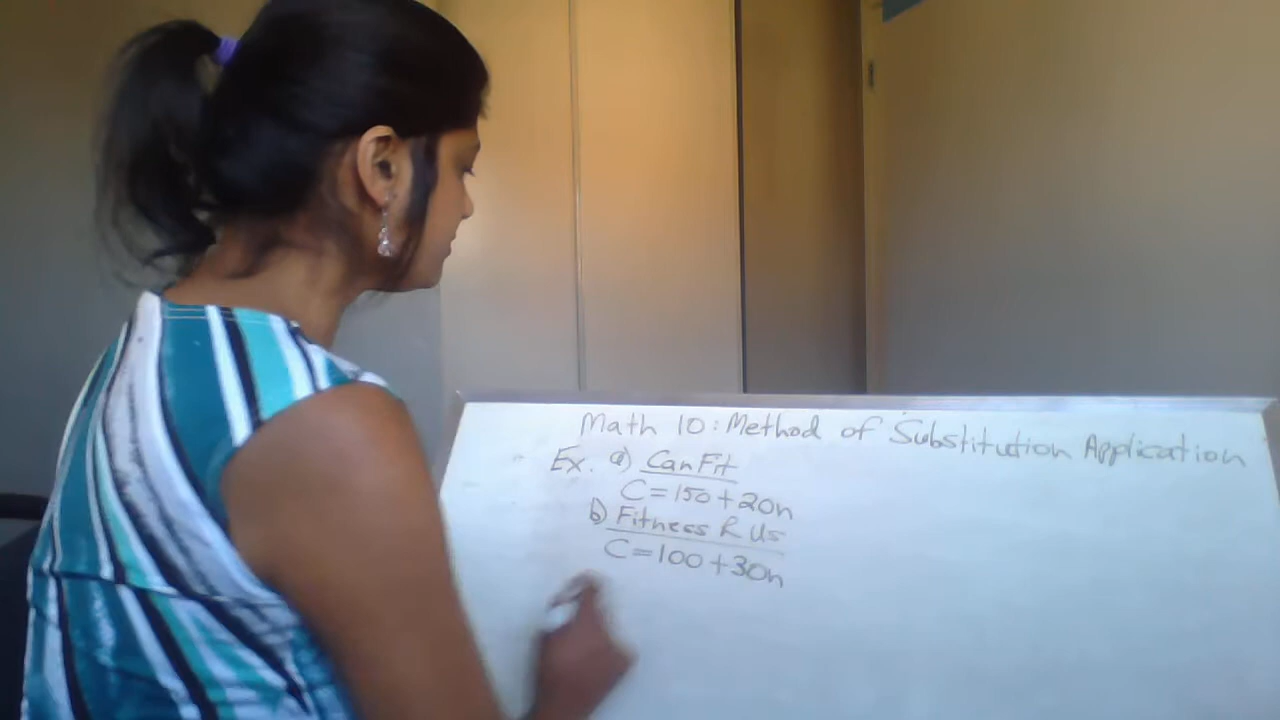 Math 10: Method of Substitution Application
Ex. a) CanFit
C=150+20n
b) Fitness R Us
C=100+30n